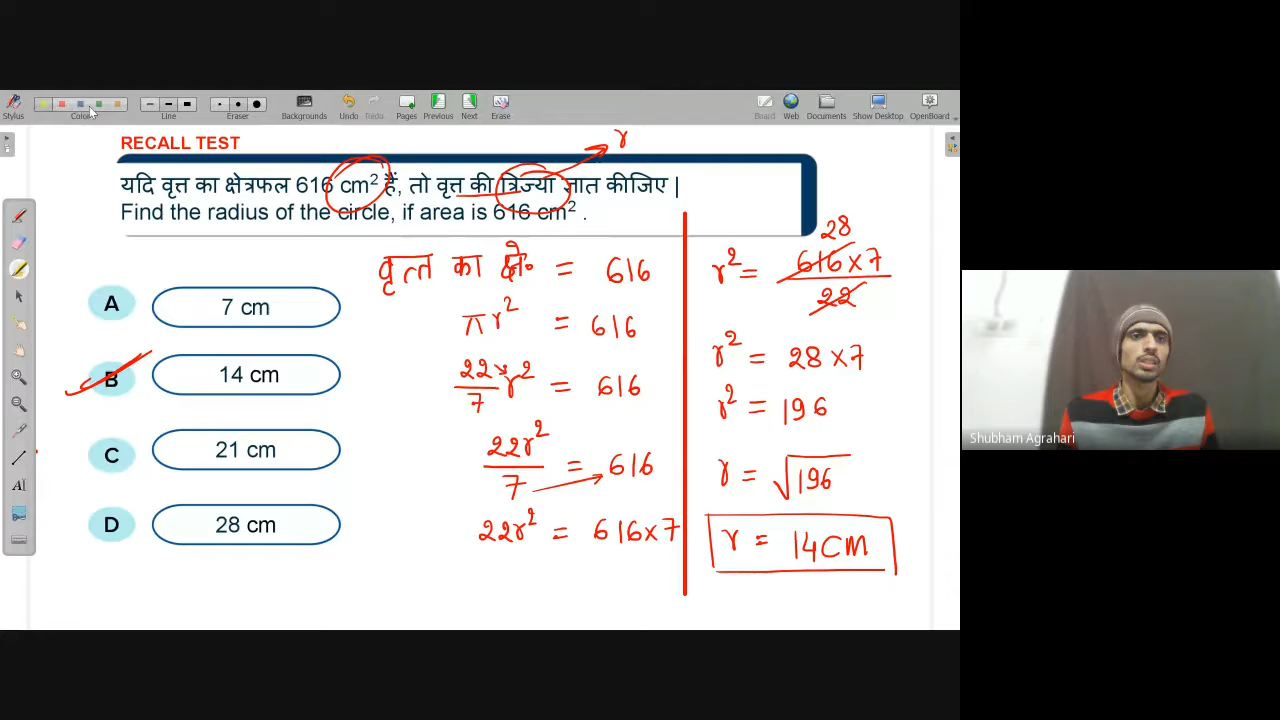 Stylus
Color
Line
Eraser
Backgrounds
Undo
Redo
Pages
Previous
Next
Erase
Board
Web
Documents
Show Desktop
OpenBoard
RECALL TEST
r
यदि वृत्त का क्षेत्रफल 616 cm² हैं, तो वृत्त की त्रिज्या ज्ञात कीजिए |
Find the radius of the circle, if area is 616 cm² .
A 7 cm
B 14 cm
C 21 cm
D 28 cm
वृत्त का क्षे० = 616
πr² = 616
22/7 × r² = 616
22r²/7 = 616
22r² = 616×7
28
r² = 616×7/22
r² = 28×7
r² = 196
r = √196
r = 14CM
Shubham Agrahari